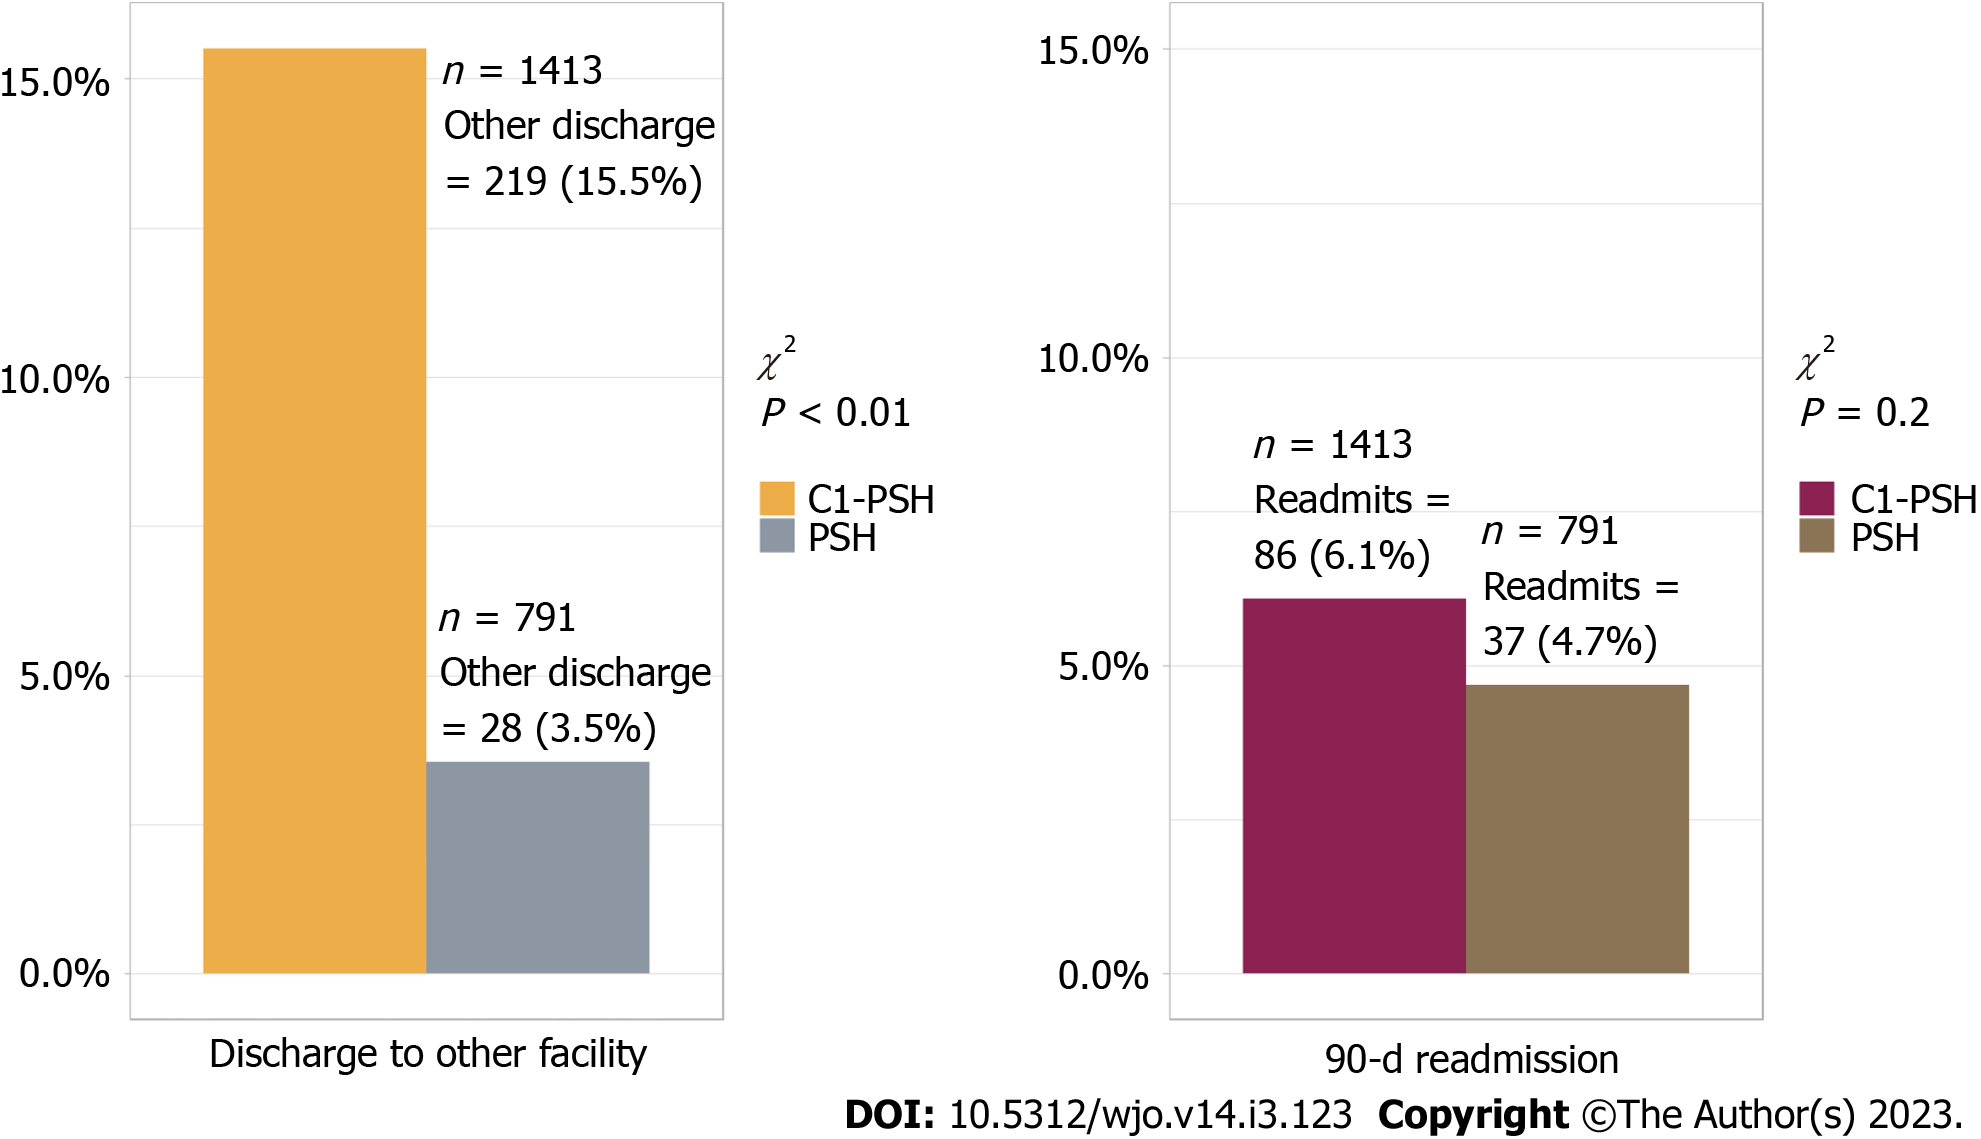 15.0%
10.0%
5.0%
0.0%
n = 1413
Other discharge
= 219 (15.5%)
n = 791
Other discharge
= 28 (3.5%)
Discharge to other facility
χ²
P < 0.01
C1-PSH
PSH
15.0%
10.0%
5.0%
0.0%
n = 1413
Readmits =
86 (6.1%)
n = 791
Readmits =
37 (4.7%)
90-d readmission
χ²
P = 0.2
C1-PSH
PSH
DOI: 10.5312/wjo.v14.i3.123 Copyright ©The Author(s) 2023.